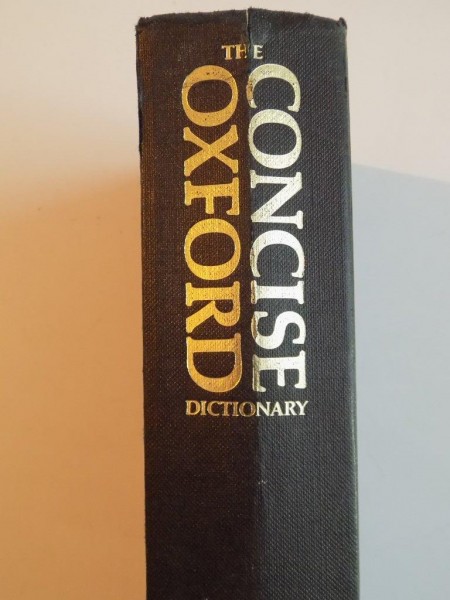 THE
CONCISE
OXFORD
DICTIONARY